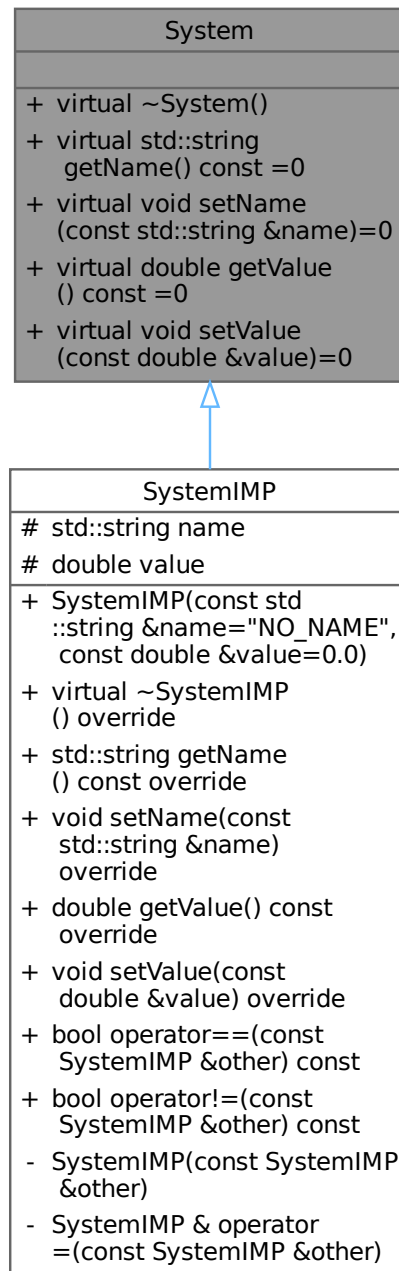 System
+ virtual ~System()
+ virtual std::string
getName() const =0
+ virtual void setName
(const std::string &name)=0
+ virtual double getValue
() const =0
+ virtual void setValue
(const double &value)=0
SystemIMP
# std::string name
# double value
+ SystemIMP(const std
::string &name="NO_NAME",
const double &value=0.0)
+ virtual ~SystemIMP
() override
+ std::string getName
() const override
+ void setName(const
std::string &name)
override
+ double getValue() const
override
+ void setValue(const
double &value) override
+ bool operator==(const
SystemIMP &other) const
+ bool operator!=(const
SystemIMP &other) const
- SystemIMP(const SystemIMP
&other)
- SystemIMP & operator
=(const SystemIMP &other)